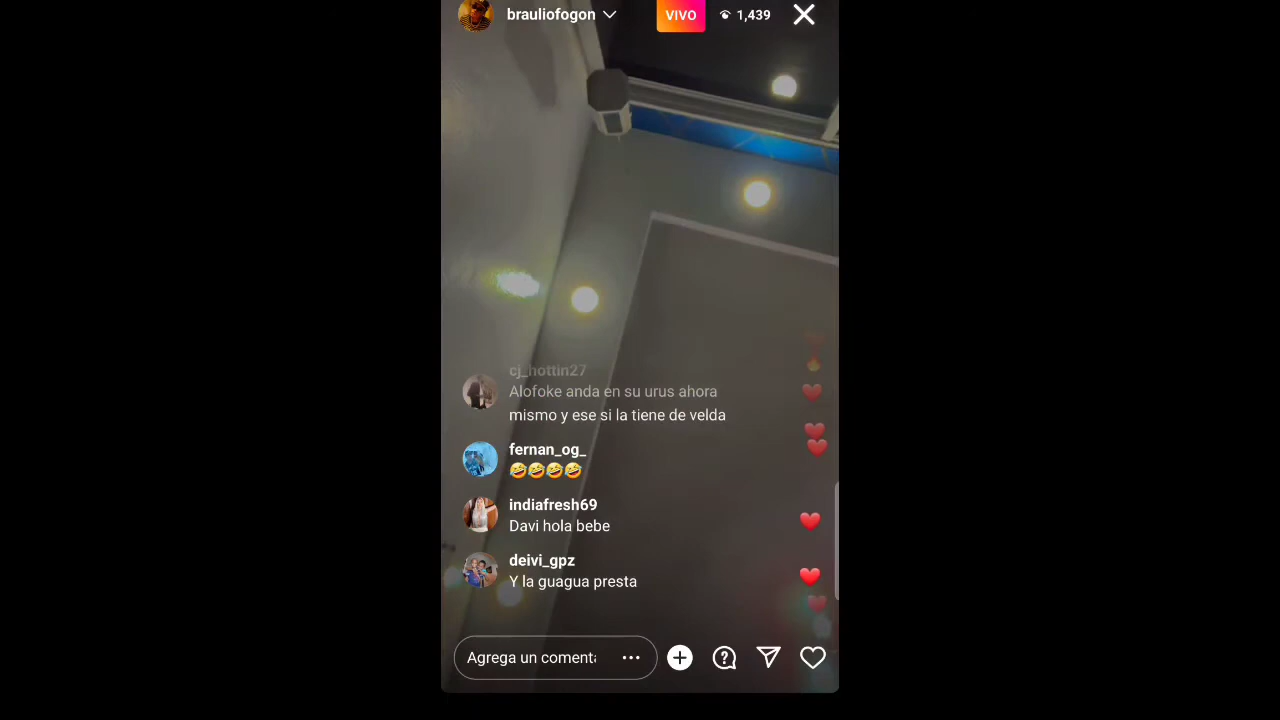 brauliofogon
VIVO
1,439
cj_hottin27
Alofoke anda en su urus ahora
mismo y ese si la tiene de velda
fernan_og_
🤣🤣🤣🤣
indiafresh69
Davi hola bebe
deivi_gpz
Y la guagua presta
Agrega un comenta